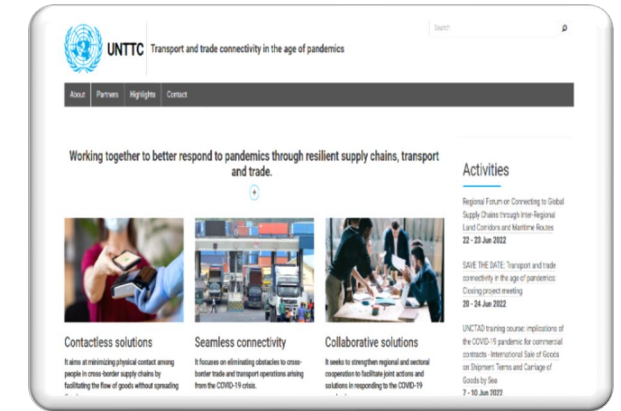 UNTTC
Transport and trade connectivity in the age of pandemics
Search
About Partners Highlights Contact
Working together to better respond to pandemics through resilient supply chains, transport
and trade.
+
Contactless solutions
It aims at minimizing physical contact among
people in cross-border supply chains by
facilitating the flow of goods without spreading
Seamless connectivity
It focuses on eliminating obstacles to cross-
border trade and transport operations arising
from the COVID-19 crisis.
Collaborative solutions
It seeks to strengthen regional and sectoral
cooperation to facilitate joint actions and
solutions in responding to the COVID-19
Activities
Regional Forum on Connecting to Global
Supply Chains through Inter-Regional
Land Corridors and Maritime Routes
22 - 23 Jun 2022
SAVE THE DATE: Transport and trade
connectivity in the age of pandemics:
Closing project meeting
20 - 24 Jun 2022
UNCTAD training course: implications of
the COVID-19 pandemic for commercial
contracts - International Sale of Goods
on Shipment Terms and Carriage of
Goods by Sea
7 - 10 Jun 2022